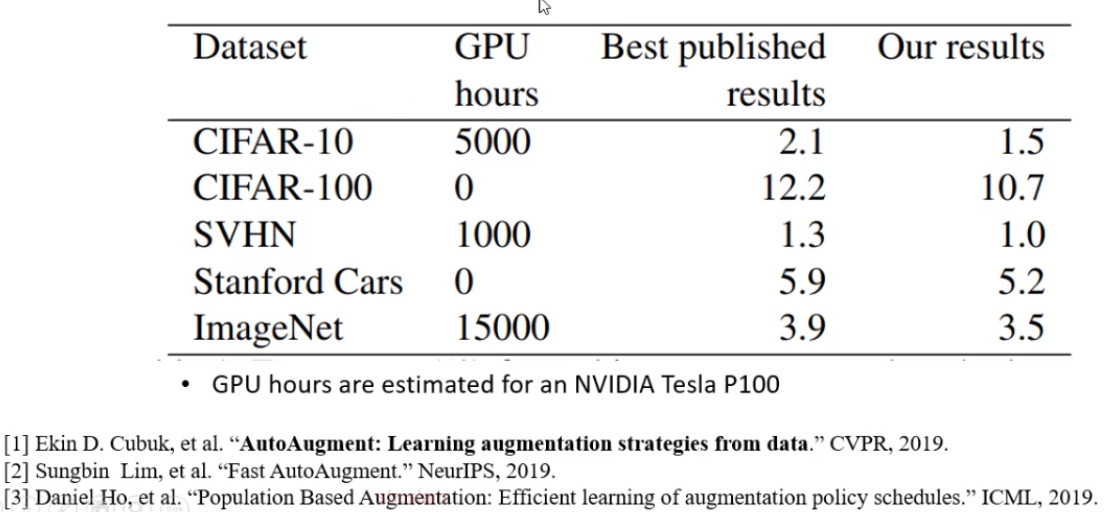 Dataset GPU Best published Our results
hours results
CIFAR-10 5000 2.1 1.5
CIFAR-100 0 12.2 10.7
SVHN 1000 1.3 1.0
Stanford Cars 0 5.9 5.2
ImageNet 15000 3.9 3.5
• GPU hours are estimated for an NVIDIA Tesla P100
[1] Ekin D. Cubuk, et al. “AutoAugment: Learning augmentation strategies from data.” CVPR, 2019.
[2] Sungbin Lim, et al. “Fast AutoAugment.” NeurIPS, 2019.
[3] Daniel Ho, et al. “Population Based Augmentation: Efficient learning of augmentation policy schedules.” ICML, 2019.